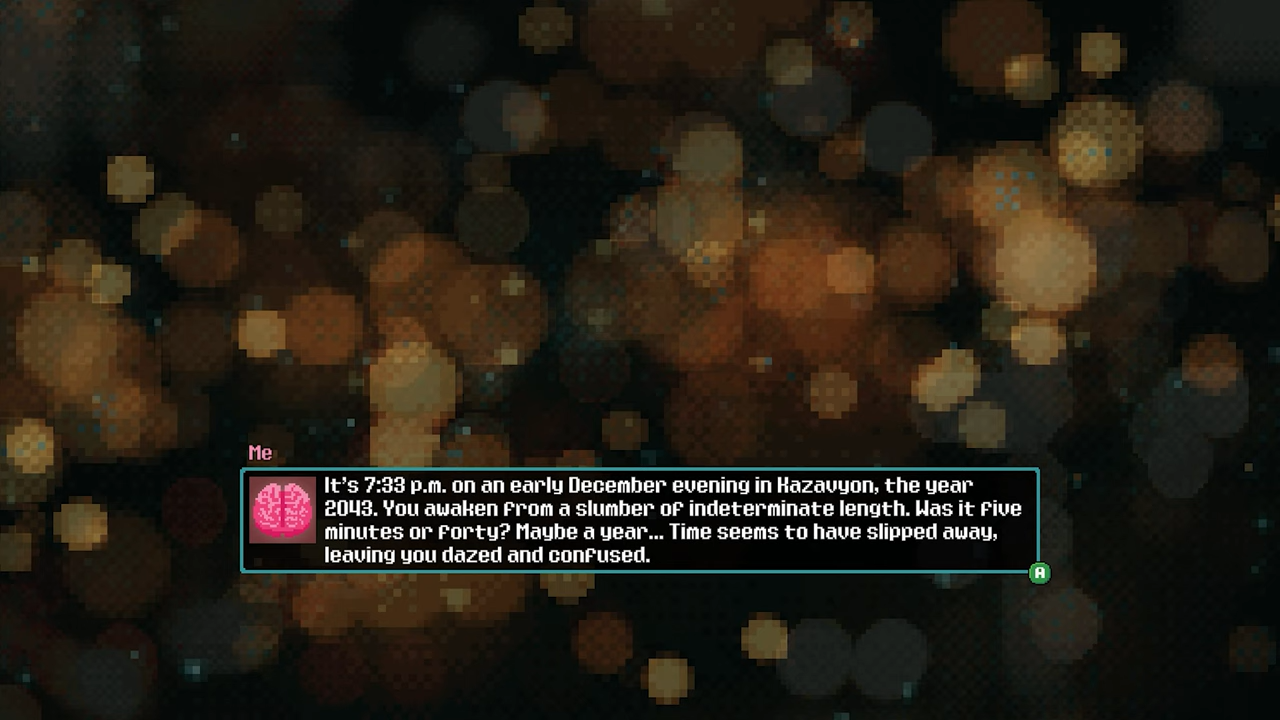 Me
It's 7:33 p.m. on an early December evening in Kazavyon, the year
2043. You awaken from a slumber of indeterminate length. Was it five
minutes or forty? Maybe a year... Time seems to have slipped away,
leaving you dazed and confused.
A